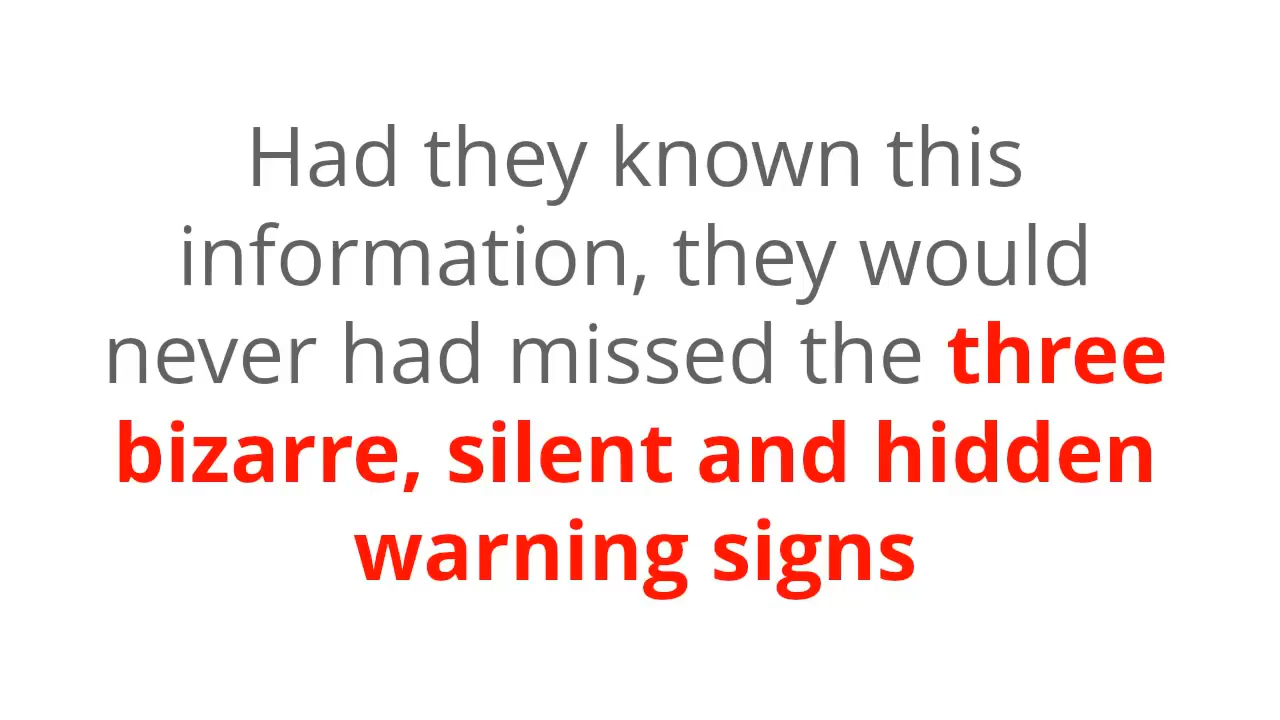 Had they known this
information, they would
never had missed the three
bizarre, silent and hidden
warning signs